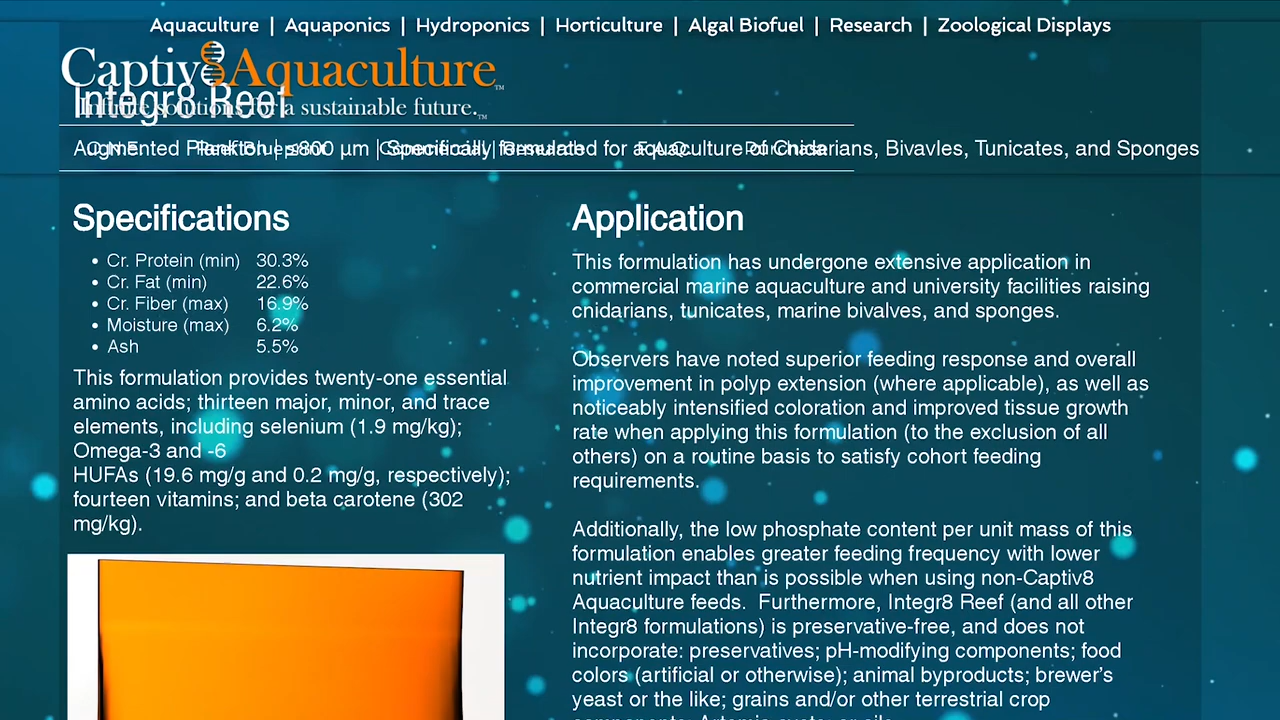 Aquaculture | Aquaponics | Hydroponics | Horticulture | Algal Biofuel | Research | Zoological Displays
Captiv8 Aquaculture™
Integr8 Reef
Infinite solutions for a sustainable future.™
Augmented Plankton | ≤800 µm | Specifically formulated for aquaculture of Cnidarians, Bivavles, Tunicates, and Sponges
Specifications
• Cr. Protein (min) 30.3%
• Cr. Fat (min) 22.6%
• Cr. Fiber (max) 16.9%
• Moisture (max) 6.2%
• Ash 5.5%
This formulation provides twenty-one essential
amino acids; thirteen major, minor, and trace
elements, including selenium (1.9 mg/kg);
Omega-3 and -6
HUFAs (19.6 mg/g and 0.2 mg/g, respectively);
fourteen vitamins; and beta carotene (302
mg/kg).
Application
This formulation has undergone extensive application in
commercial marine aquaculture and university facilities raising
cnidarians, tunicates, marine bivalves, and sponges.
Observers have noted superior feeding response and overall
improvement in polyp extension (where applicable), as well as
noticeably intensified coloration and improved tissue growth
rate when applying this formulation (to the exclusion of all
others) on a routine basis to satisfy cohort feeding
requirements.
Additionally, the low phosphate content per unit mass of this
formulation enables greater feeding frequency with lower
nutrient impact than is possible when using non-Captiv8
Aquaculture feeds.  Furthermore, Integr8 Reef (and all other
Integr8 formulations) is preservative-free, and does not
incorporate: preservatives; pH-modifying components; food
colors (artificial or otherwise); animal byproducts; brewer's
yeast or the like; grains and/or other terrestrial crop